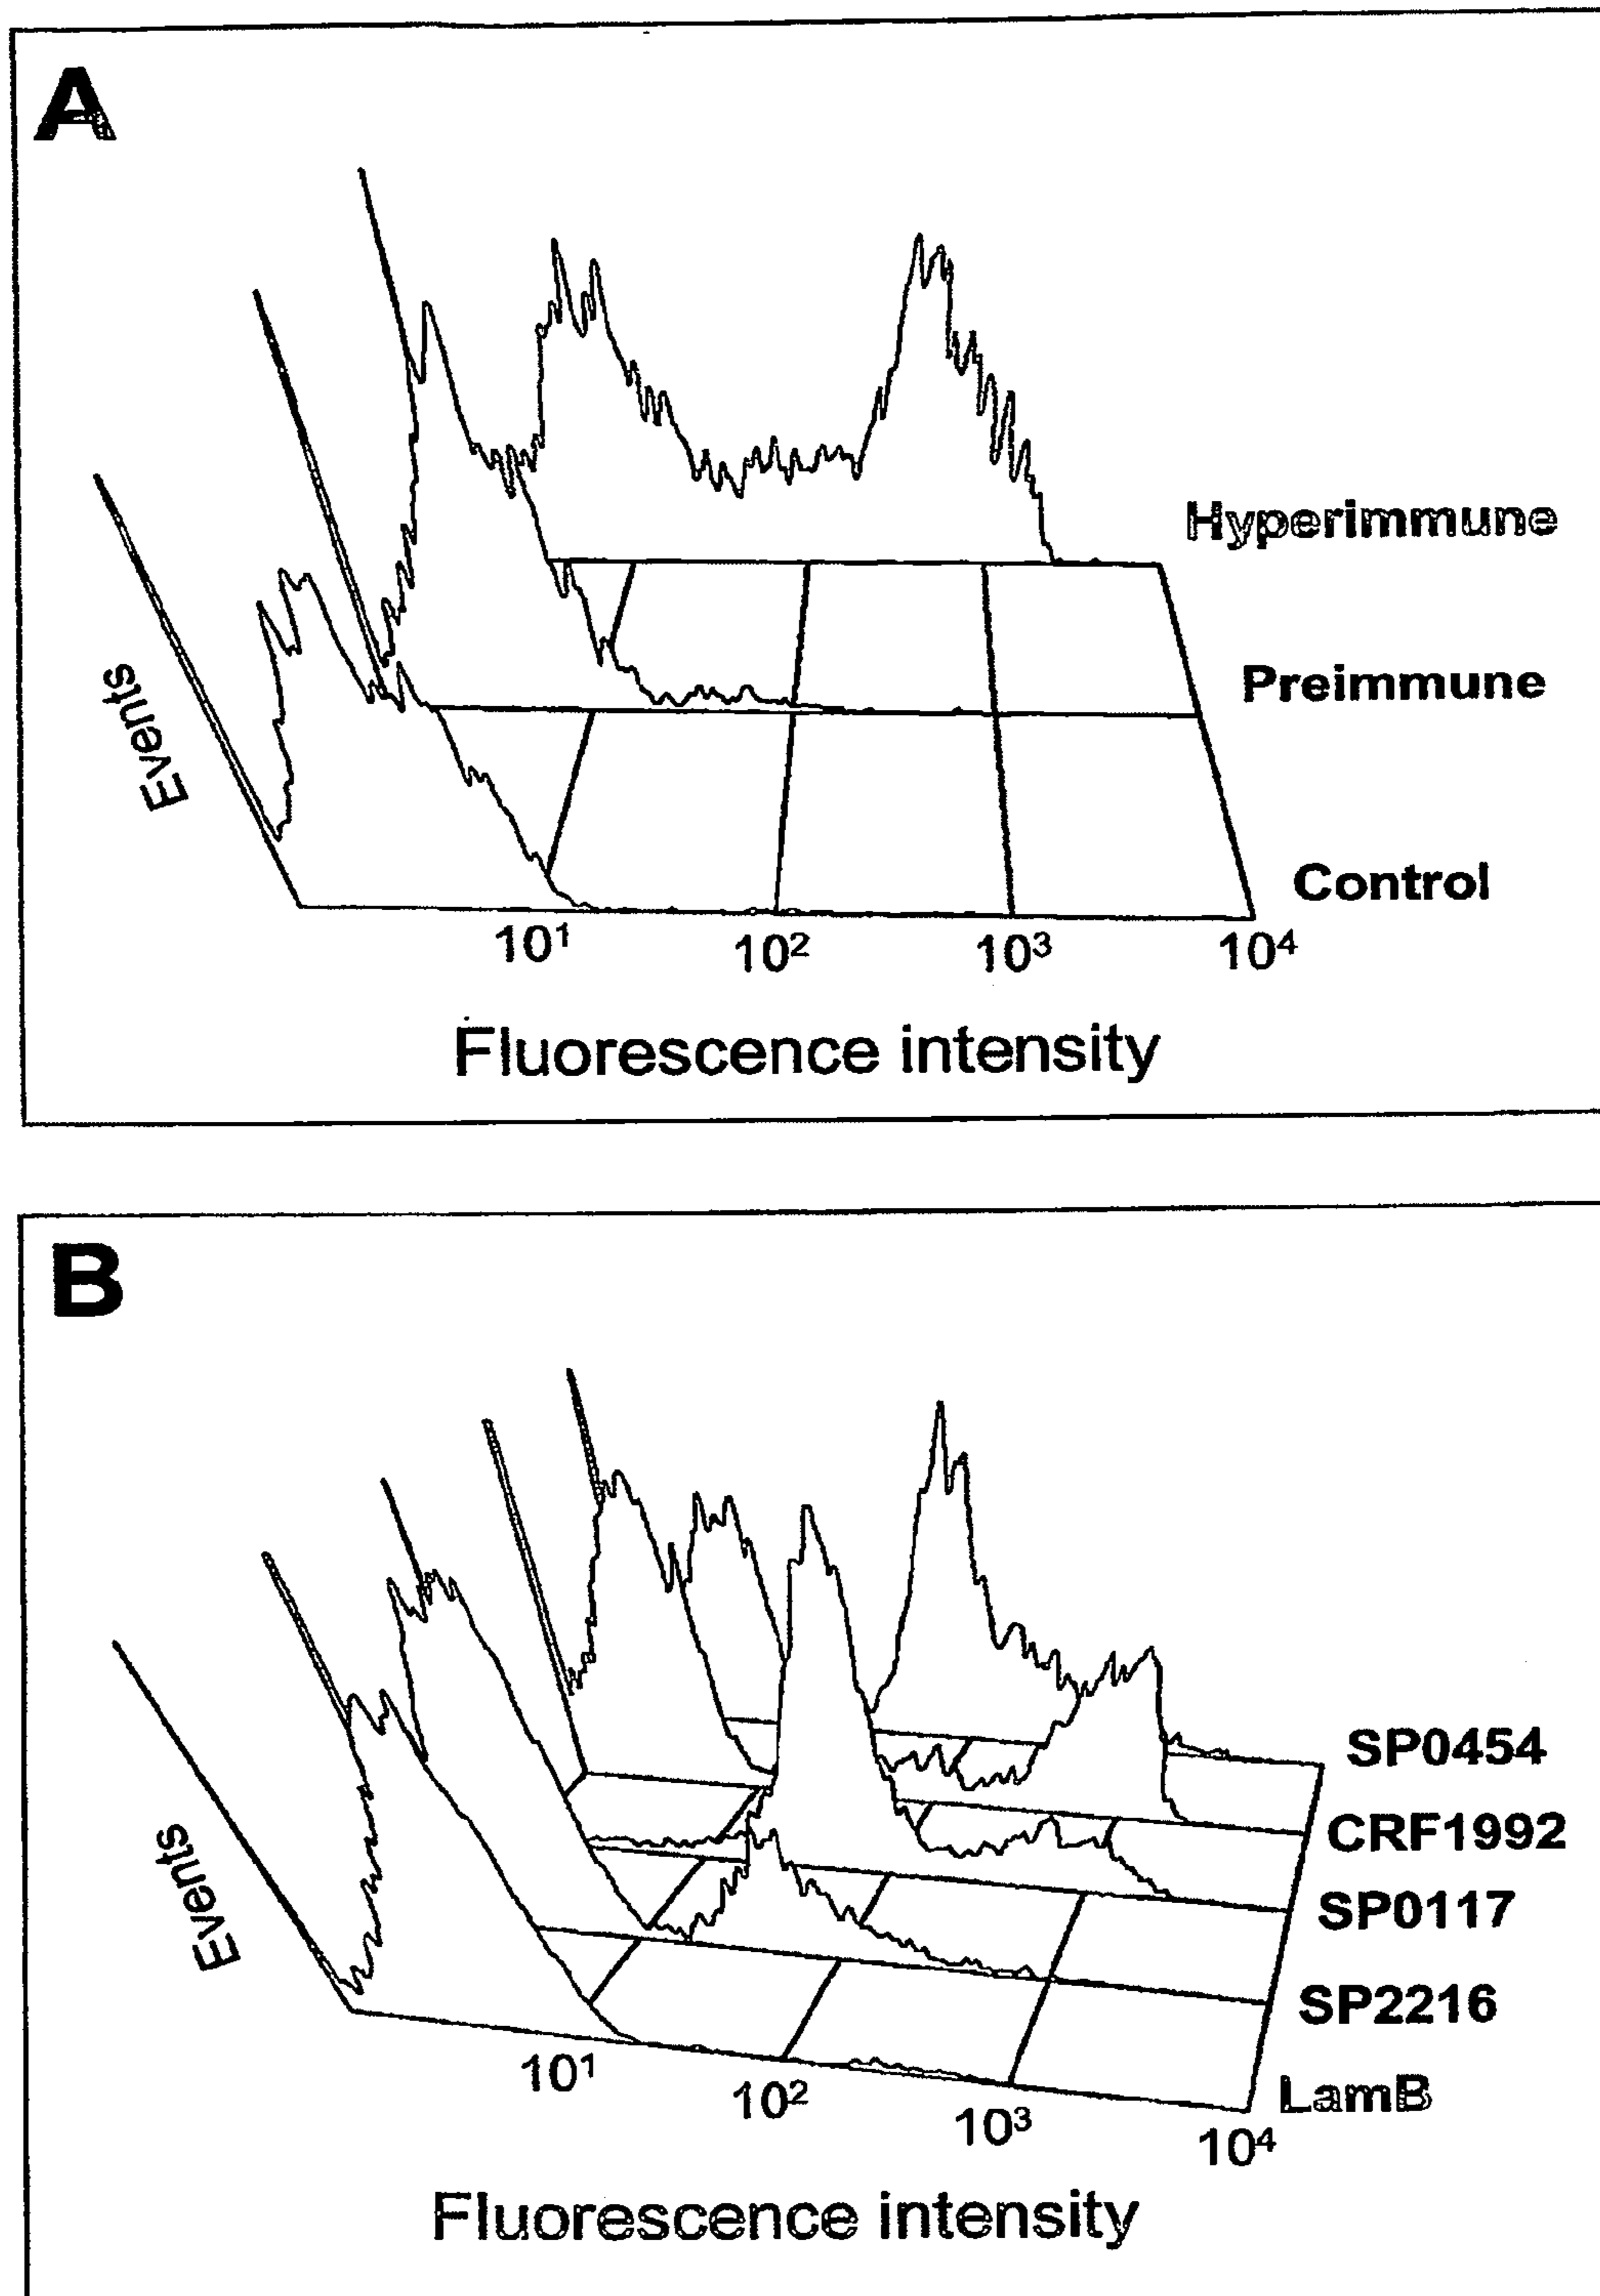 A
Hyperimmune
Preimmune
Events
Control
10¹ 10² 10³ 10⁴
Fluorescence intensity
B
SP0454
CRF1992
SP0117
Events
SP2216
LamB
10¹ 10² 10³ 10⁴
Fluorescence intensity